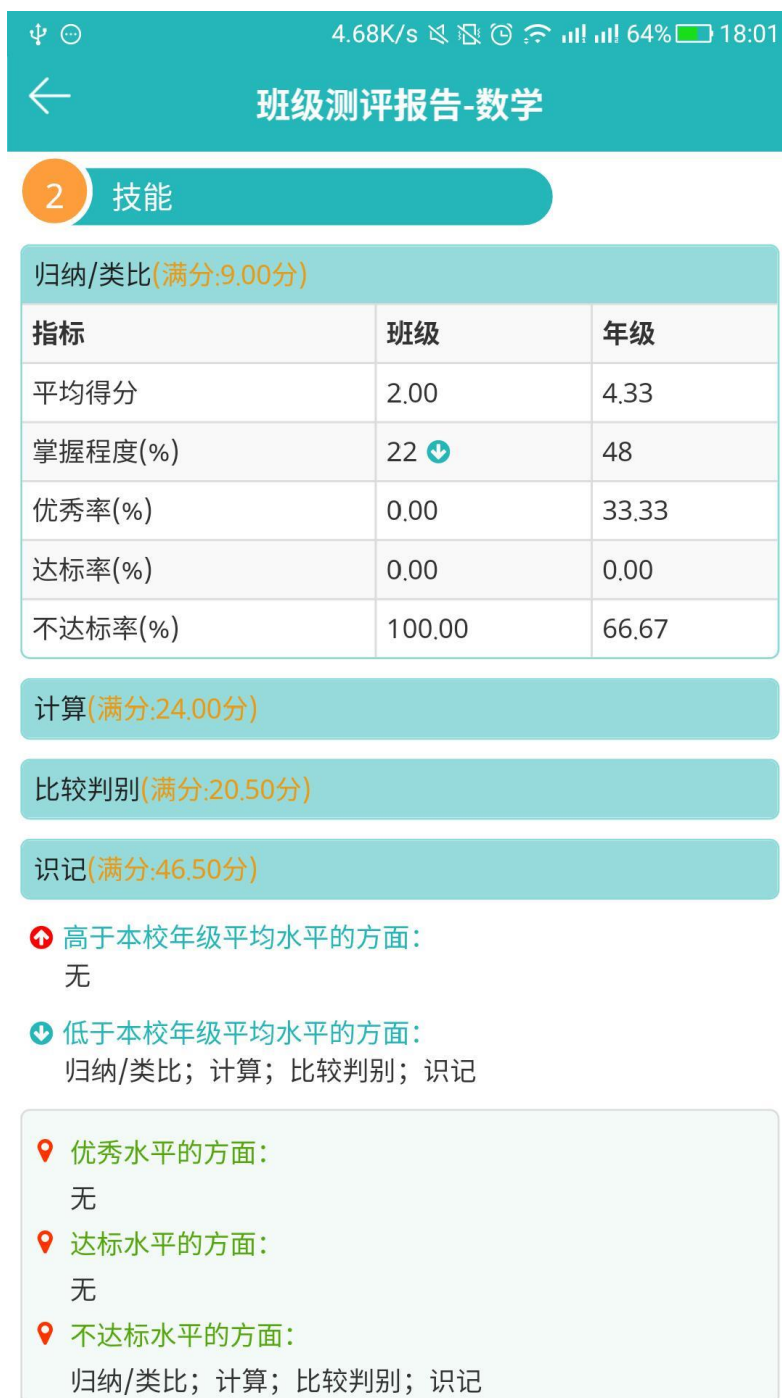 4.68K/s 64% 18:01
班级测评报告-数学
2 技能
归纳/类比(满分:9.00分)
指标 班级 年级
平均得分 2.00 4.33
掌握程度(%) 22 48
优秀率(%) 0.00 33.33
达标率(%) 0.00 0.00
不达标率(%) 100.00 66.67
计算(满分:24.00分)
比较判别(满分:20.50分)
识记(满分:46.50分)
高于本校年级平均水平的方面：
无
低于本校年级平均水平的方面：
归纳/类比；计算；比较判别；识记
优秀水平的方面：
无
达标水平的方面：
无
不达标水平的方面：
归纳/类比；计算；比较判别；识记